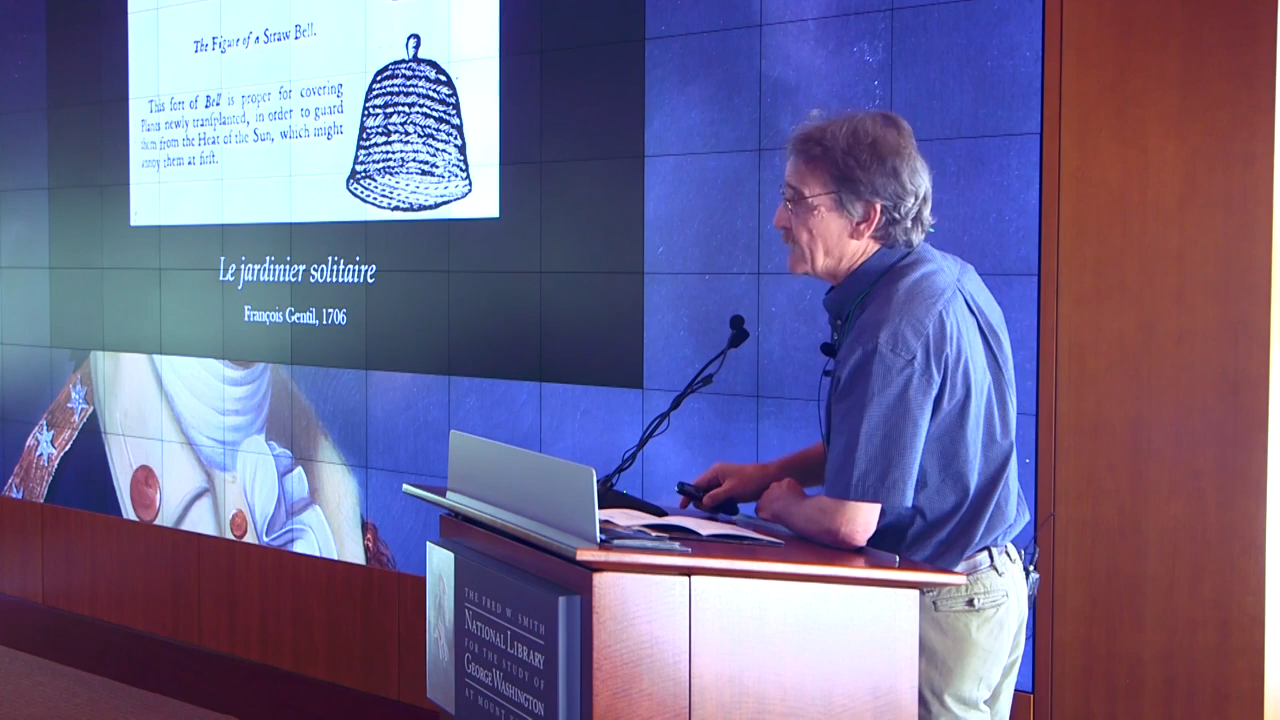 The Figure of a Straw Bell.
This ſort of Bell is proper for covering
Plants newly tranſplanted, in order to guard
them from the Heat of the Sun, which might
annoy them at firſt.
Le jardinier solitaire
François Gentil, 1706
THE FRED W. SMITH
NATIONAL LIBRARY
FOR THE STUDY OF
GEORGE WASHINGTON
AT MOUNT